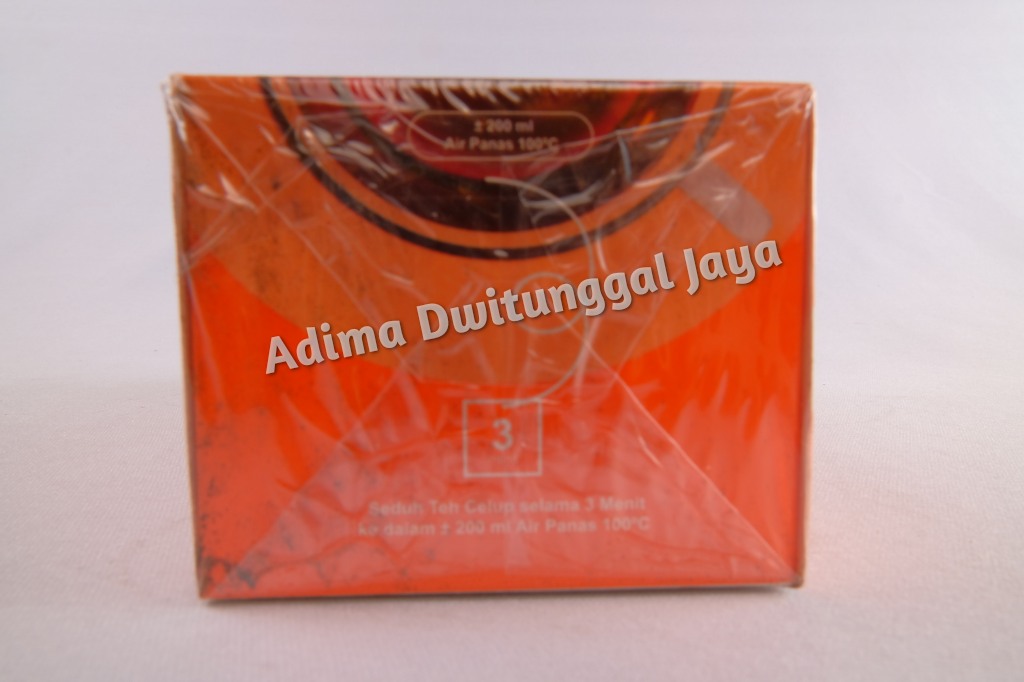 ± 200 ml
Air Panas 100°C
Adima Dwitunggal Jaya
3
Seduh Teh Celup selama 3 Menit
ke dalam ± 200 ml Air Panas 100°C